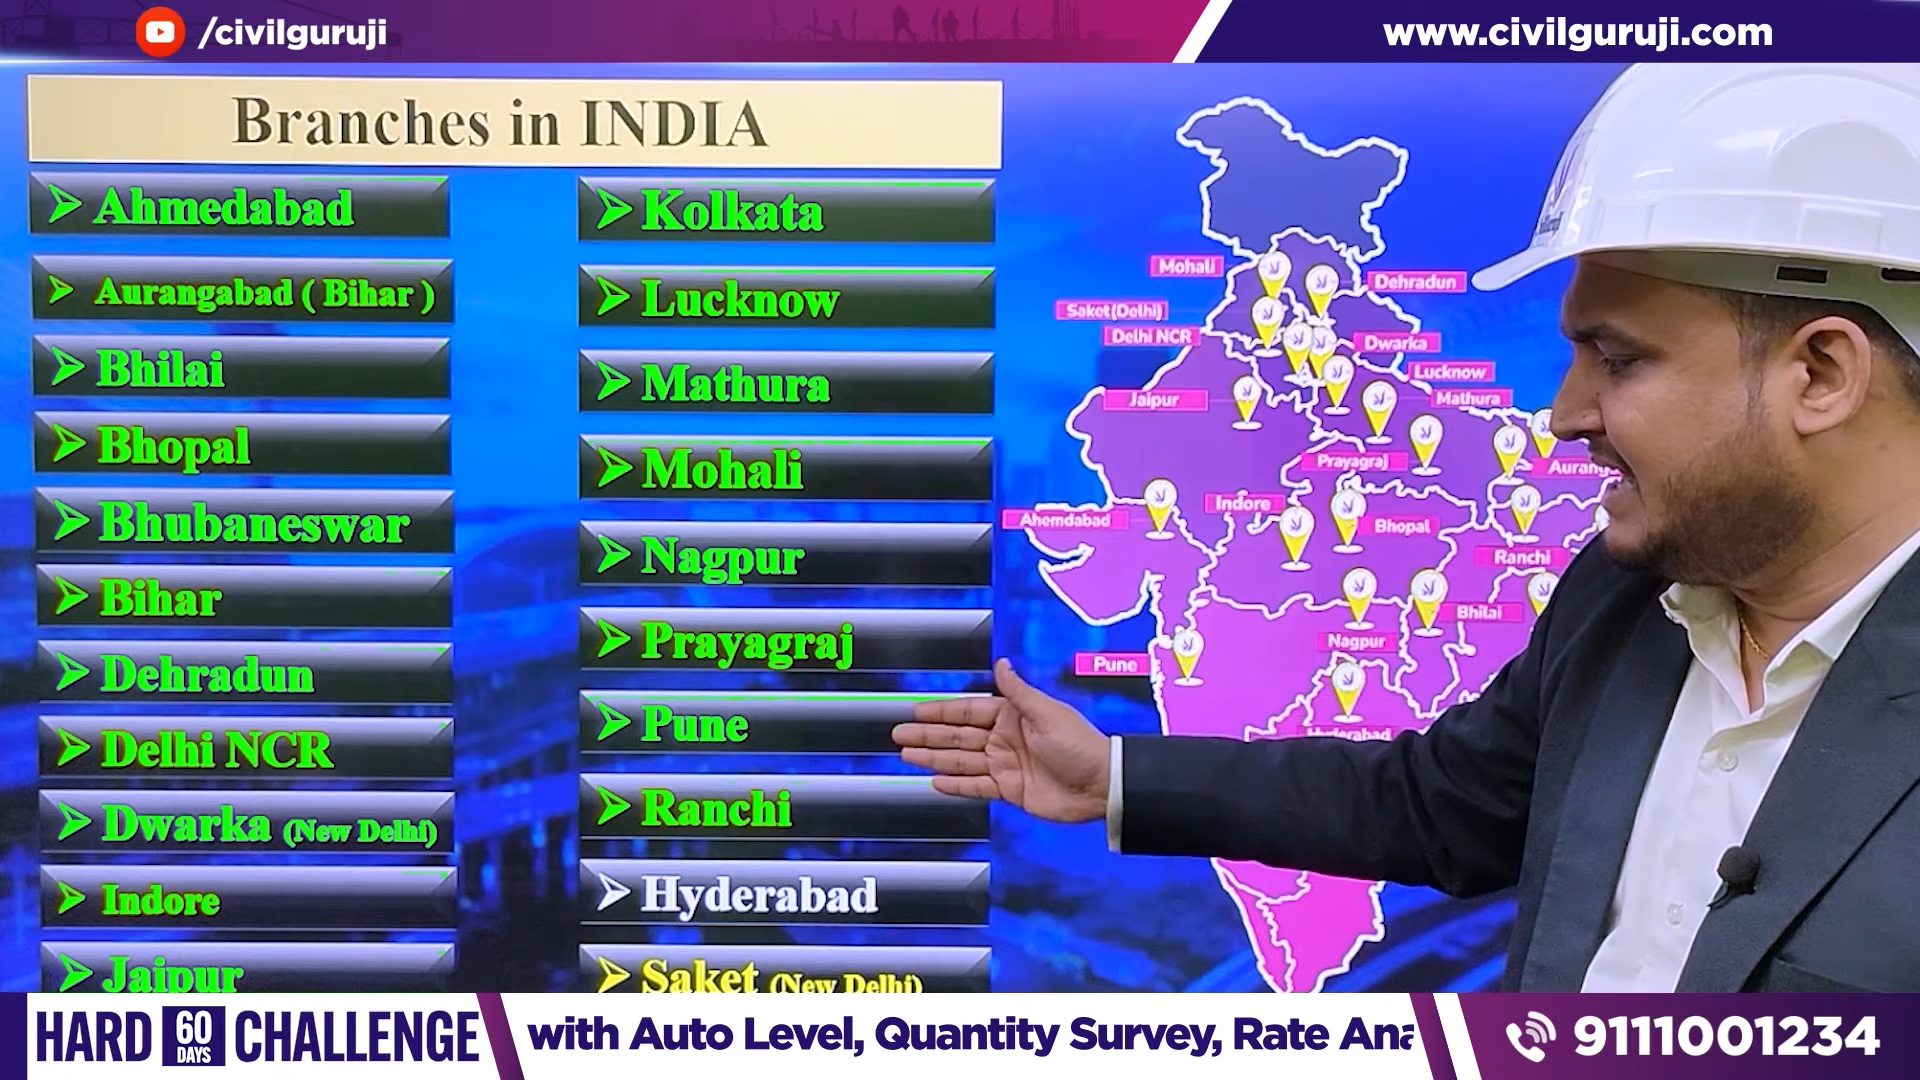 /civilguruji
www.civilguruji.com
Branches in INDIA
Ahmedabad
Aurangabad ( Bihar )
Bhilai
Bhopal
Bhubaneswar
Bihar
Dehradun
Delhi NCR
Dwarka (New Delhi)
Indore
Jaipur
Kolkata
Lucknow
Mathura
Mohali
Nagpur
Prayagraj
Pune
Ranchi
Hyderabad
Saket (New Delhi)
Mohali
Dehradun
Saket(Delhi)
Delhi NCR
Dwarka
Lucknow
Jaipur
Mathura
Prayagraj
Aurang
Indore
Ahemdabad
Bhopal
Ranchi
Bhilai
Nagpur
Pune
Hyderabad
HARD 60 DAYS CHALLENGE
with Auto Level, Quantity Survey, Rate Ana
9111001234